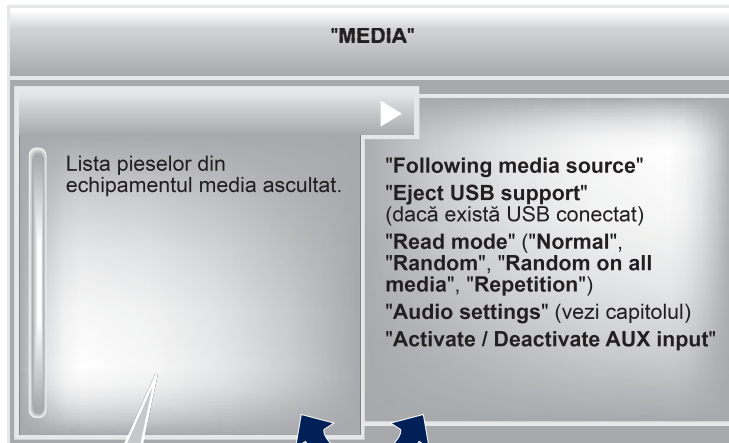 "MEDIA"
Lista pieselor din
echipamentul media ascultat.
"Following media source"
"Eject USB support"
(dacă există USB conectat)
"Read mode" ("Normal",
"Random", "Random on all
media", "Repetition")
"Audio settings" (vezi capitolul)
"Activate / Deactivate AUX input"